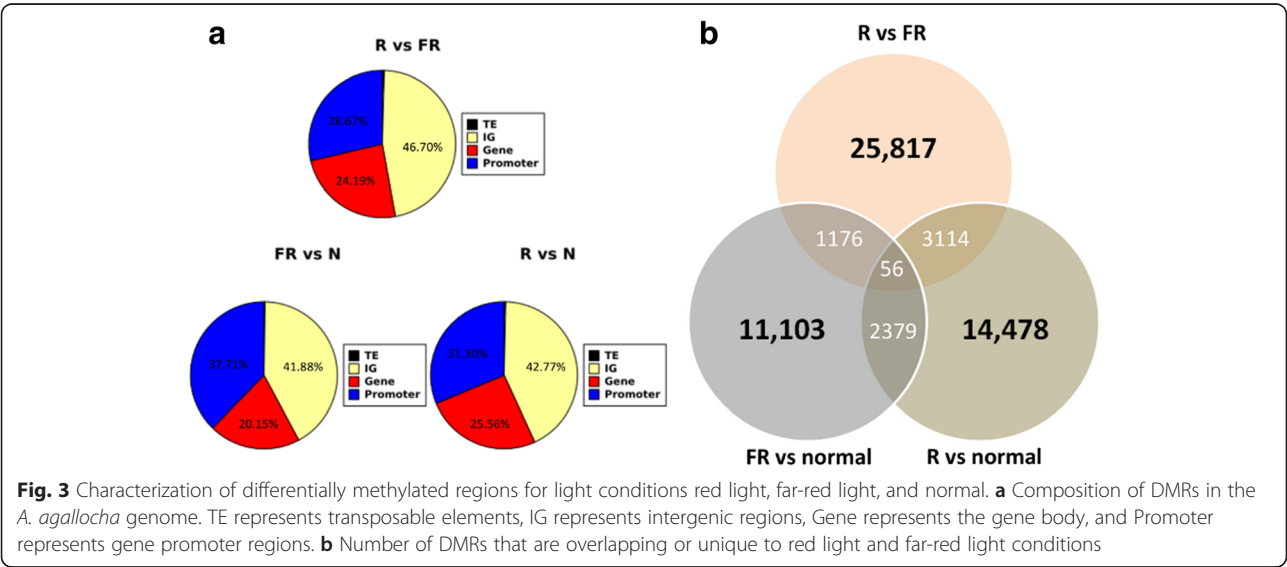 a
R vs FR
28.67%
46.70%
24.19%
TE
IG
Gene
Promoter
FR vs N
37.71%
41.88%
20.15%
TE
IG
Gene
Promoter
R vs N
31.30%
42.77%
25.56%
TE
IG
Gene
Promoter
b
R vs FR
25,817
1176
3114
56
11,103
2379
14,478
FR vs normal
R vs normal
Fig. 3 Characterization of differentially methylated regions for light conditions red light, far-red light, and normal. a Composition of DMRs in the
A. agallocha genome. TE represents transposable elements, IG represents intergenic regions, Gene represents the gene body, and Promoter
represents gene promoter regions. b Number of DMRs that are overlapping or unique to red light and far-red light conditions